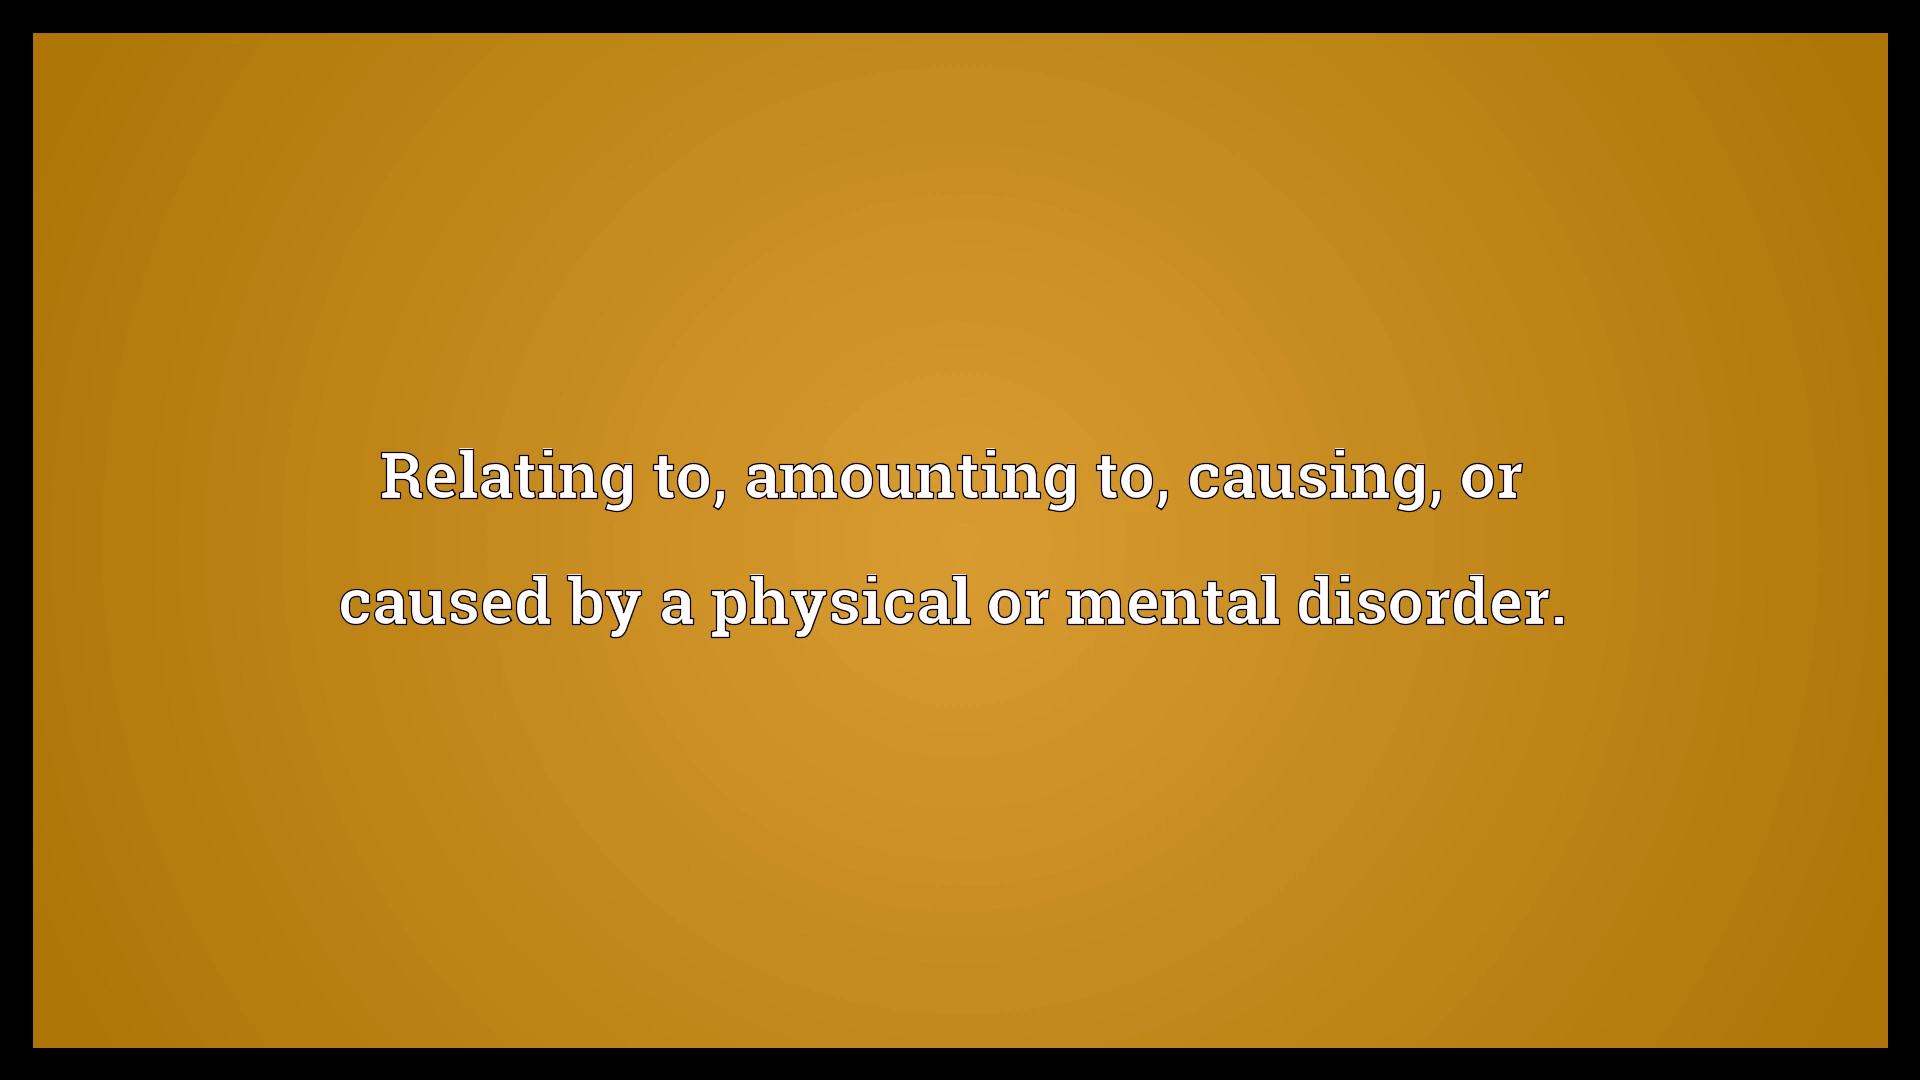 Relating to, amounting to, causing, or
caused by a physical or mental disorder.